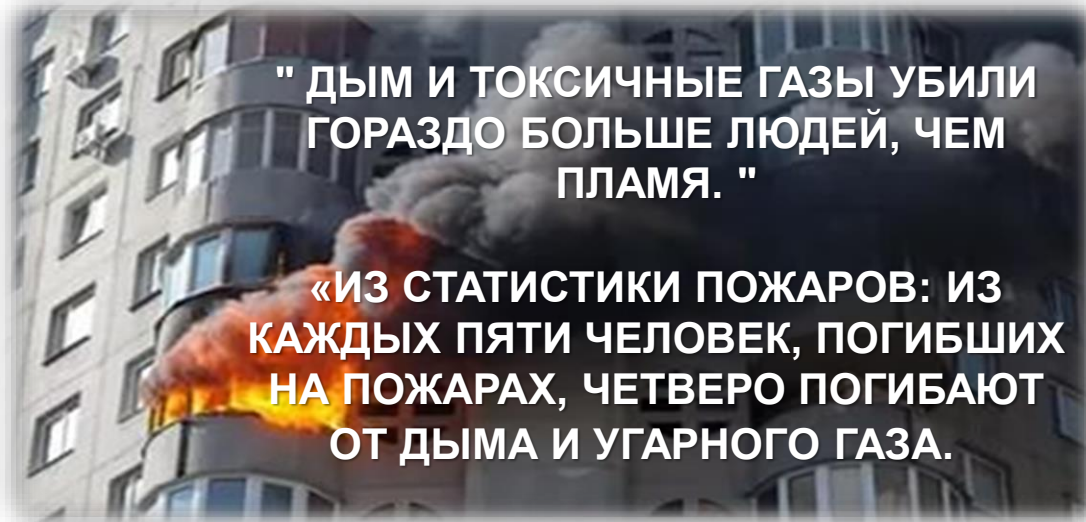 " ДЫМ И ТОКСИЧНЫЕ ГАЗЫ УБИЛИ
ГОРАЗДО БОЛЬШЕ ЛЮДЕЙ, ЧЕМ
ПЛАМЯ. "
«ИЗ СТАТИСТИКИ ПОЖАРОВ: ИЗ
КАЖДЫХ ПЯТИ ЧЕЛОВЕК, ПОГИБШИХ
НА ПОЖАРАХ, ЧЕТВЕРО ПОГИБАЮТ
ОТ ДЫМА И УГАРНОГО ГАЗА.